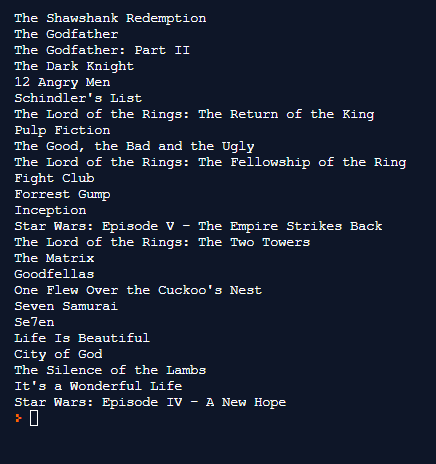 The Shawshank Redemption
The Godfather
The Godfather: Part II
The Dark Knight
12 Angry Men
Schindler's List
The Lord of the Rings: The Return of the King
Pulp Fiction
The Good, the Bad and the Ugly
The Lord of the Rings: The Fellowship of the Ring
Fight Club
Forrest Gump
Inception
Star Wars: Episode V - The Empire Strikes Back
The Lord of the Rings: The Two Towers
The Matrix
Goodfellas
One Flew Over the Cuckoo's Nest
Seven Samurai
Se7en
Life Is Beautiful
City of God
The Silence of the Lambs
It's a Wonderful Life
Star Wars: Episode IV - A New Hope
>